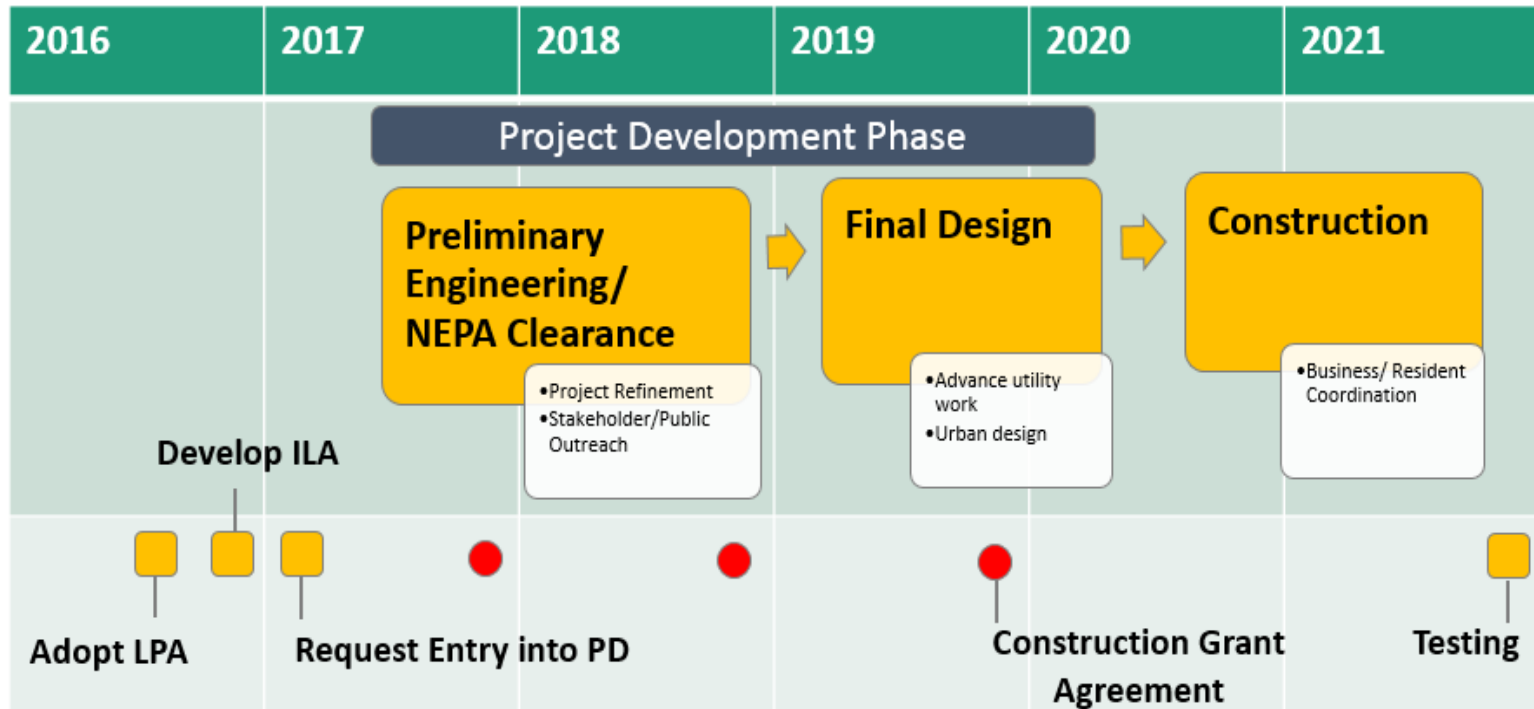 2016
2017
2018
2019
2020
2021
Project Development Phase
Preliminary
Engineering/
NEPA Clearance
•Project Refinement
•Stakeholder/Public
Outreach
Final Design
•Advance utility
work
•Urban design
Construction
•Business/ Resident
Coordination
Develop ILA
Adopt LPA
Request Entry into PD
Construction Grant
Agreement
Testing